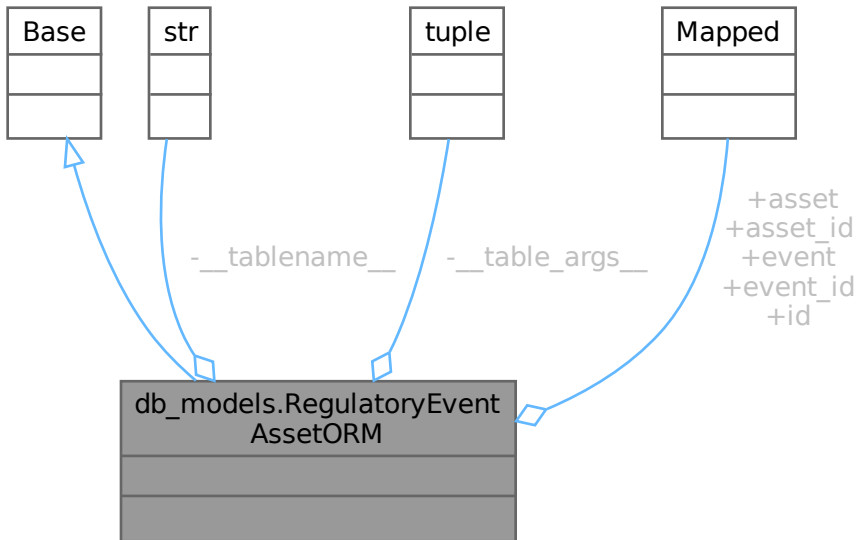 Base
str
tuple
Mapped
+asset
+asset_id
+event
+event_id
+id
-__tablename__
-__table_args__
db_models.RegulatoryEvent
AssetORM